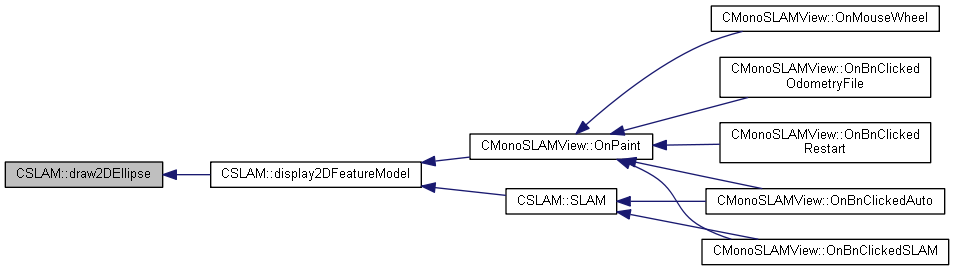 CMonoSLAMView::OnMouseWheel
CMonoSLAMView::OnBnClicked
OdometryFile
CMonoSLAMView::OnBnClicked
Restart
CMonoSLAMView::OnPaint
CSLAM::draw2DEllipse
CSLAM::display2DFeatureModel
CSLAM::SLAM
CMonoSLAMView::OnBnClickedAuto
CMonoSLAMView::OnBnClickedSLAM